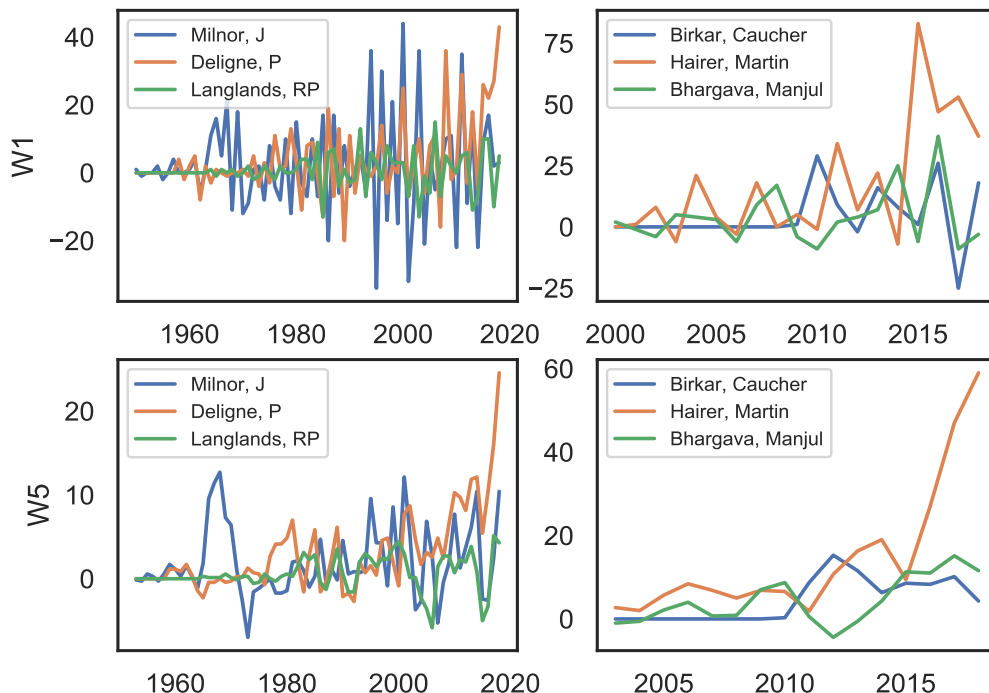 W1
40
20
0
−20
Milnor, J
Deligne, P
Langlands, RP
1960
1980
2000
2020
75
50
25
0
−25
Birkar, Caucher
Hairer, Martin
Bhargava, Manjul
2000
2005
2010
2015
W5
20
10
0
Milnor, J
Deligne, P
Langlands, RP
1960
1980
2000
2020
60
40
20
0
Birkar, Caucher
Hairer, Martin
Bhargava, Manjul
2005
2010
2015